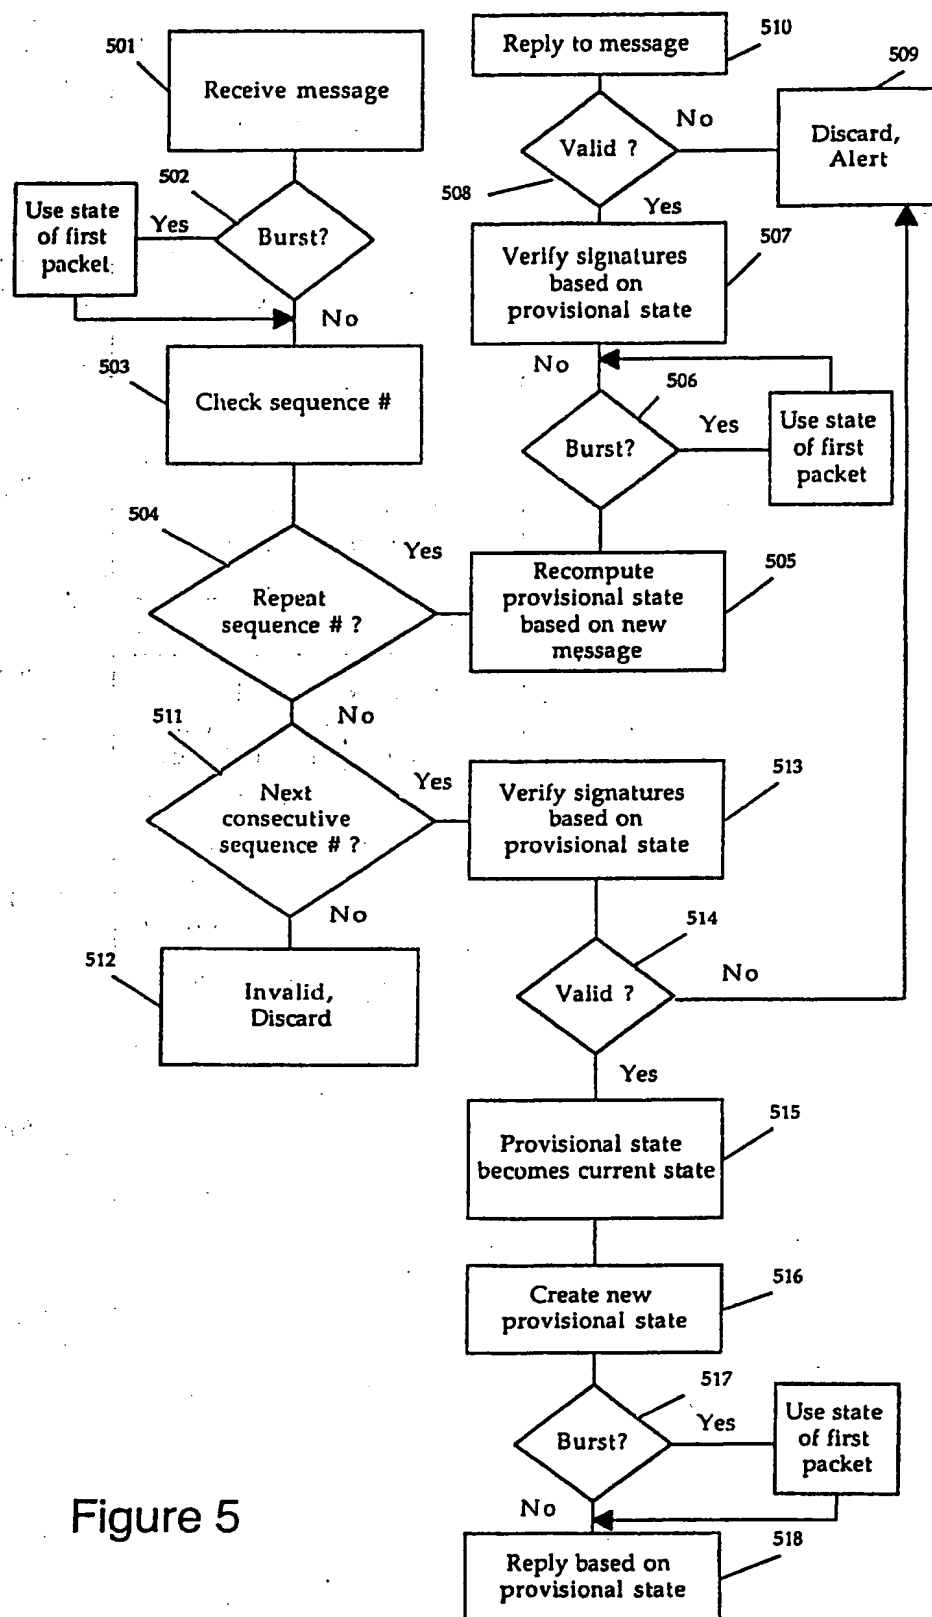 501
Receive message
502
Use state
of first
packet
Yes
Burst?
No
503
Check sequence #
504
Yes
Repeat
sequence # ?
No
511
Yes
Next
consecutive
sequence # ?
No
512
Invalid,
Discard
510
Reply to message
509
No
Valid ?
Discard,
Alert
508
Yes
507
Verify signatures
based on
provisional state
No
506
Yes
Burst?
Use state
of first
packet
505
Recompute
provisional state
based on new
message
513
Verify signatures
based on
provisional state
514
No
Valid ?
Yes
515
Provisional state
becomes current state
516
Create new
provisional state
517
Yes
Burst?
Use state
of first
packet
No
518
Reply based on
provisional state
Figure 5